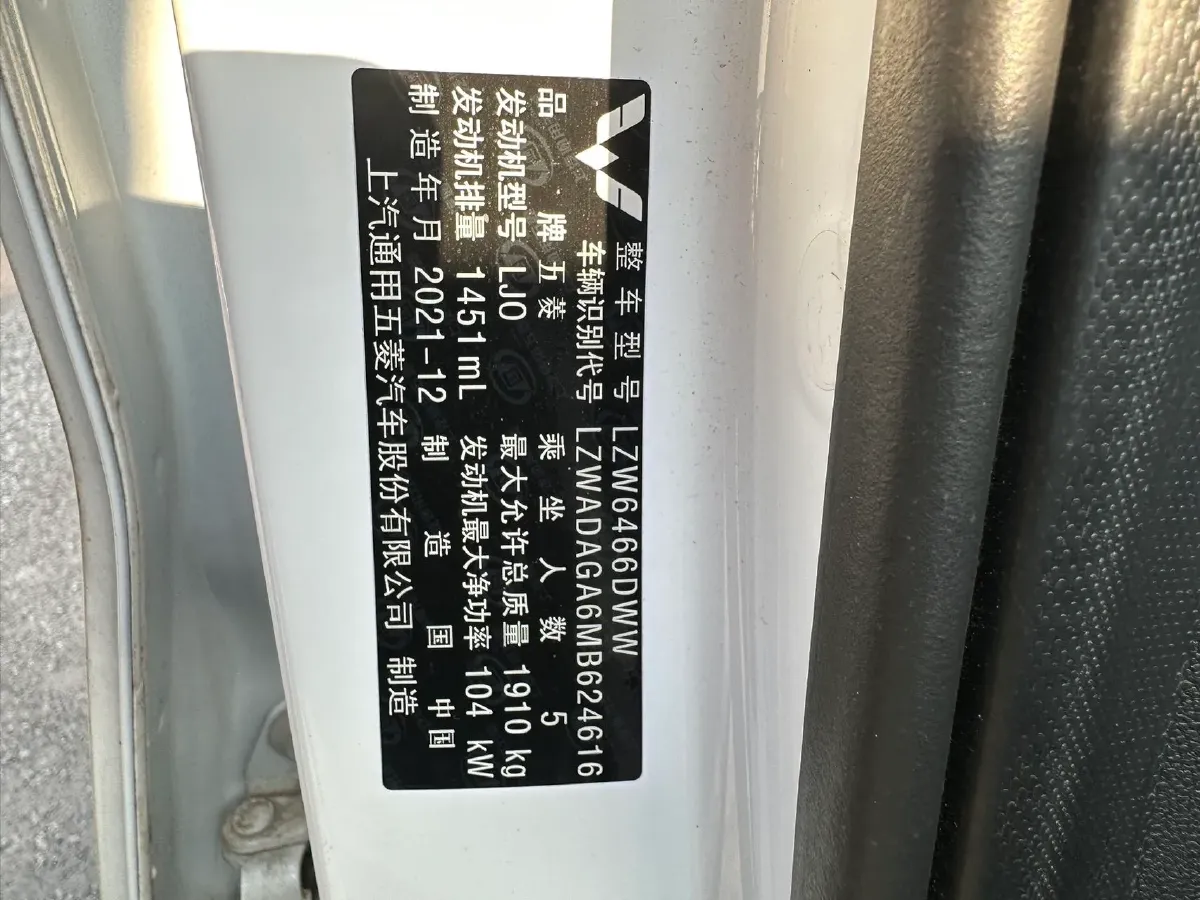 整车型号 LZW6466DWW
车辆识别代号 LZWADAGA6MB624616
品牌 五菱 乘坐人数 5
发动机型号 LJO 最大允许总质量 1910 kg
发动机排量 1451 mL 发动机最大净功率 104 kW
制造年月 2021-12 制造国 中国
上汽通用五菱汽车股份有限公司 制造